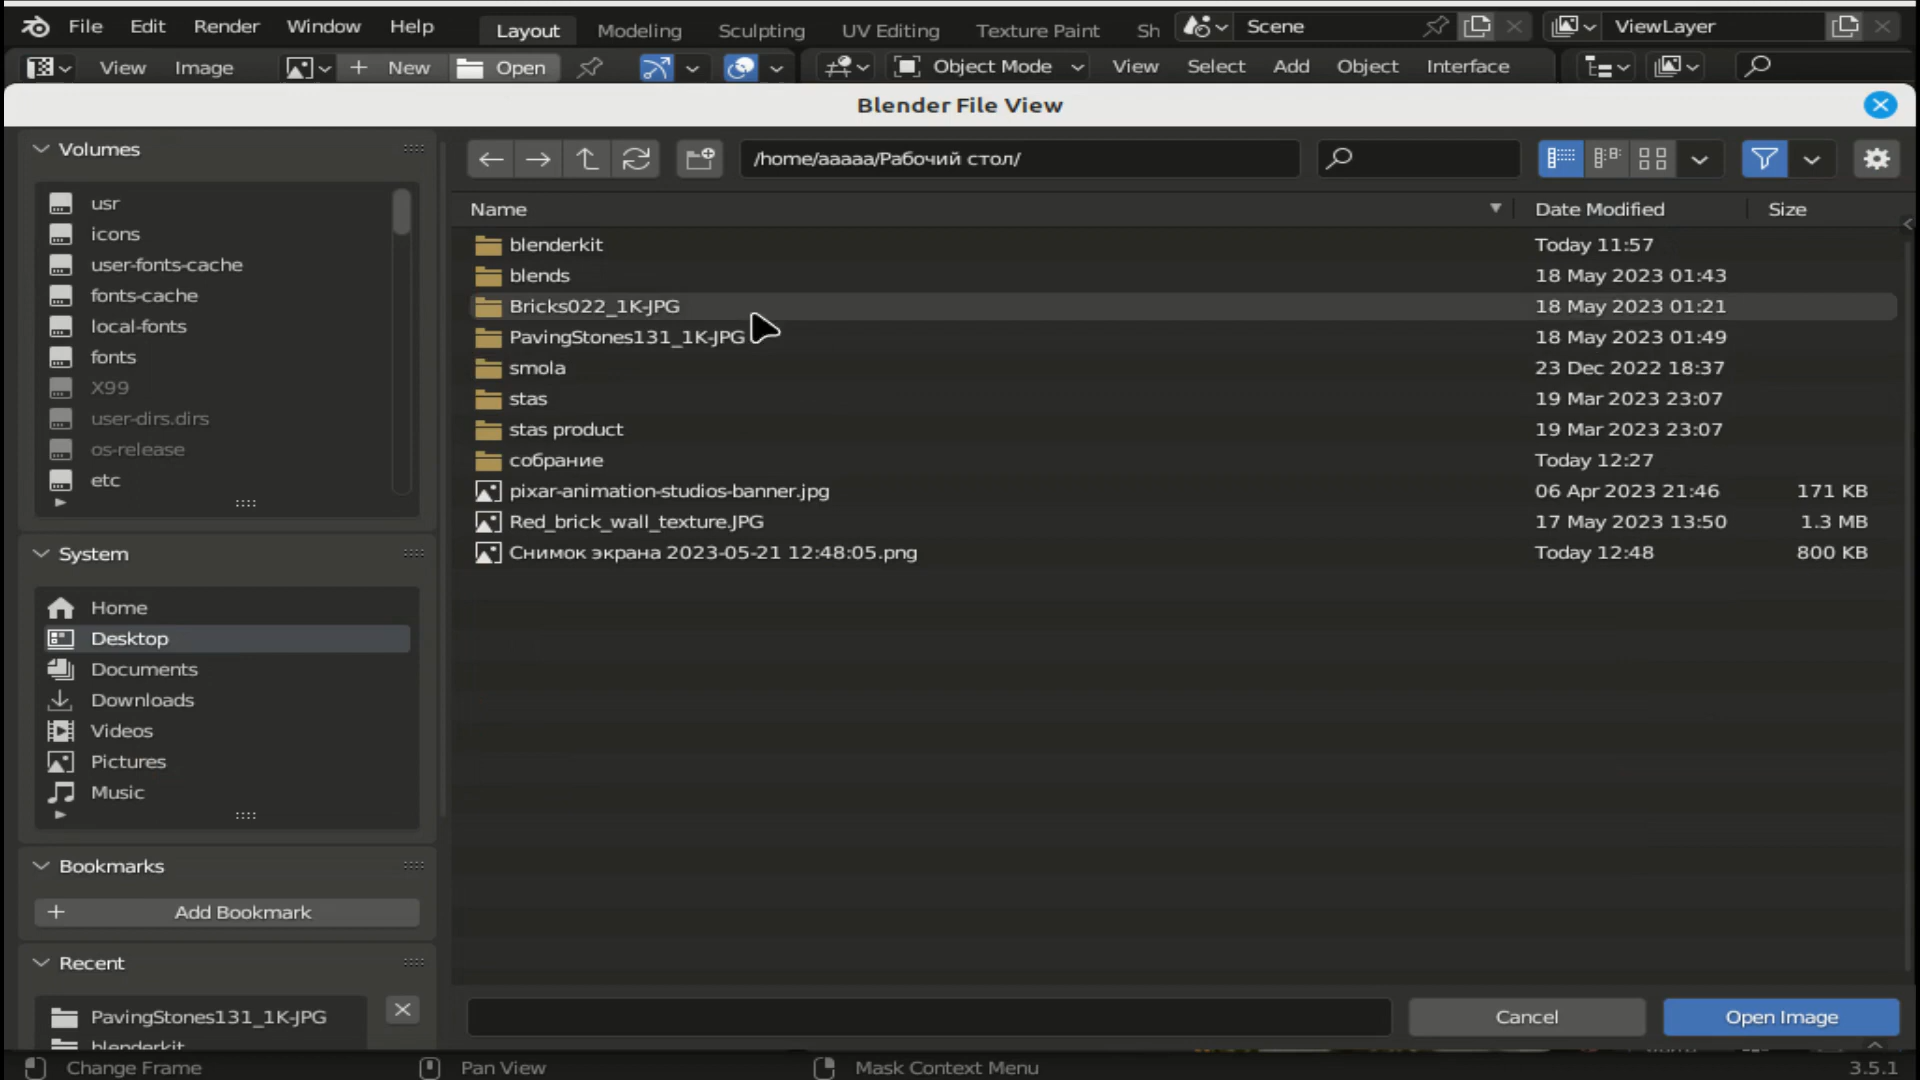 File Edit Render Window Help Layout Modeling Sculpting UV Editing Texture Paint Sh Scene ViewLayer
View Image New Open Object Mode View Select Add Object Interface
Blender File View
Volumes
/home/aaaaa/Рабочий стол/
Name Date Modified Size
usr
icons
user-fonts-cache
fonts-cache
local-fonts
fonts
X99
user-dirs.dirs
os-release
etc
blenderkit Today 11:57
blends 18 May 2023 01:43
Bricks022_1K-JPG 18 May 2023 01:21
PavingStones131_1K-JPG 18 May 2023 01:49
smola 23 Dec 2022 18:37
stas 19 Mar 2023 23:07
stas product 19 Mar 2023 23:07
собрание Today 12:27
pixar-animation-studios-banner.jpg 06 Apr 2023 21:46 171 KB
Red_brick_wall_texture.JPG 17 May 2023 13:50 1.3 MB
Снимок экрана 2023-05-21 12:48:05.png Today 12:48 800 KB
System
Home
Desktop
Documents
Downloads
Videos
Pictures
Music
Bookmarks
Add Bookmark
Recent
PavingStones131_1K-JPG
blenderkit
Cancel Open Image
Change Frame Pan View Mask Context Menu 3.5.1